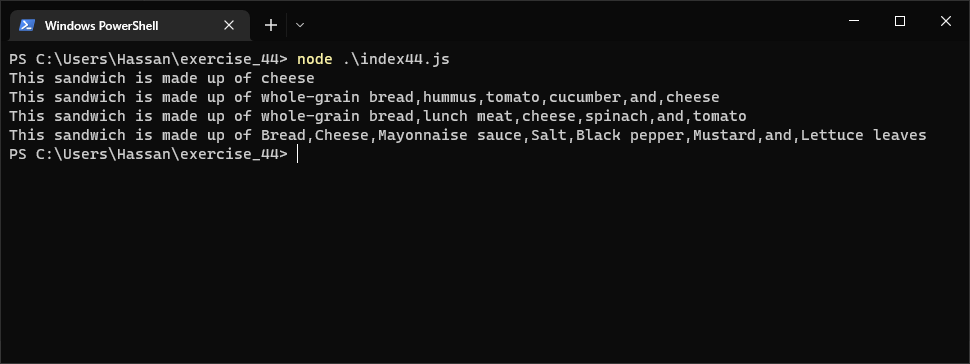 Windows PowerShell
PS C:\Users\Hassan\exercise_44> node .\index44.js
This sandwich is made up of cheese
This sandwich is made up of whole-grain bread,hummus,tomato,cucumber,and,cheese
This sandwich is made up of whole-grain bread,lunch meat,cheese,spinach,and,tomato
This sandwich is made up of Bread,Cheese,Mayonnaise sauce,Salt,Black pepper,Mustard,and,Lettuce leaves
PS C:\Users\Hassan\exercise_44>